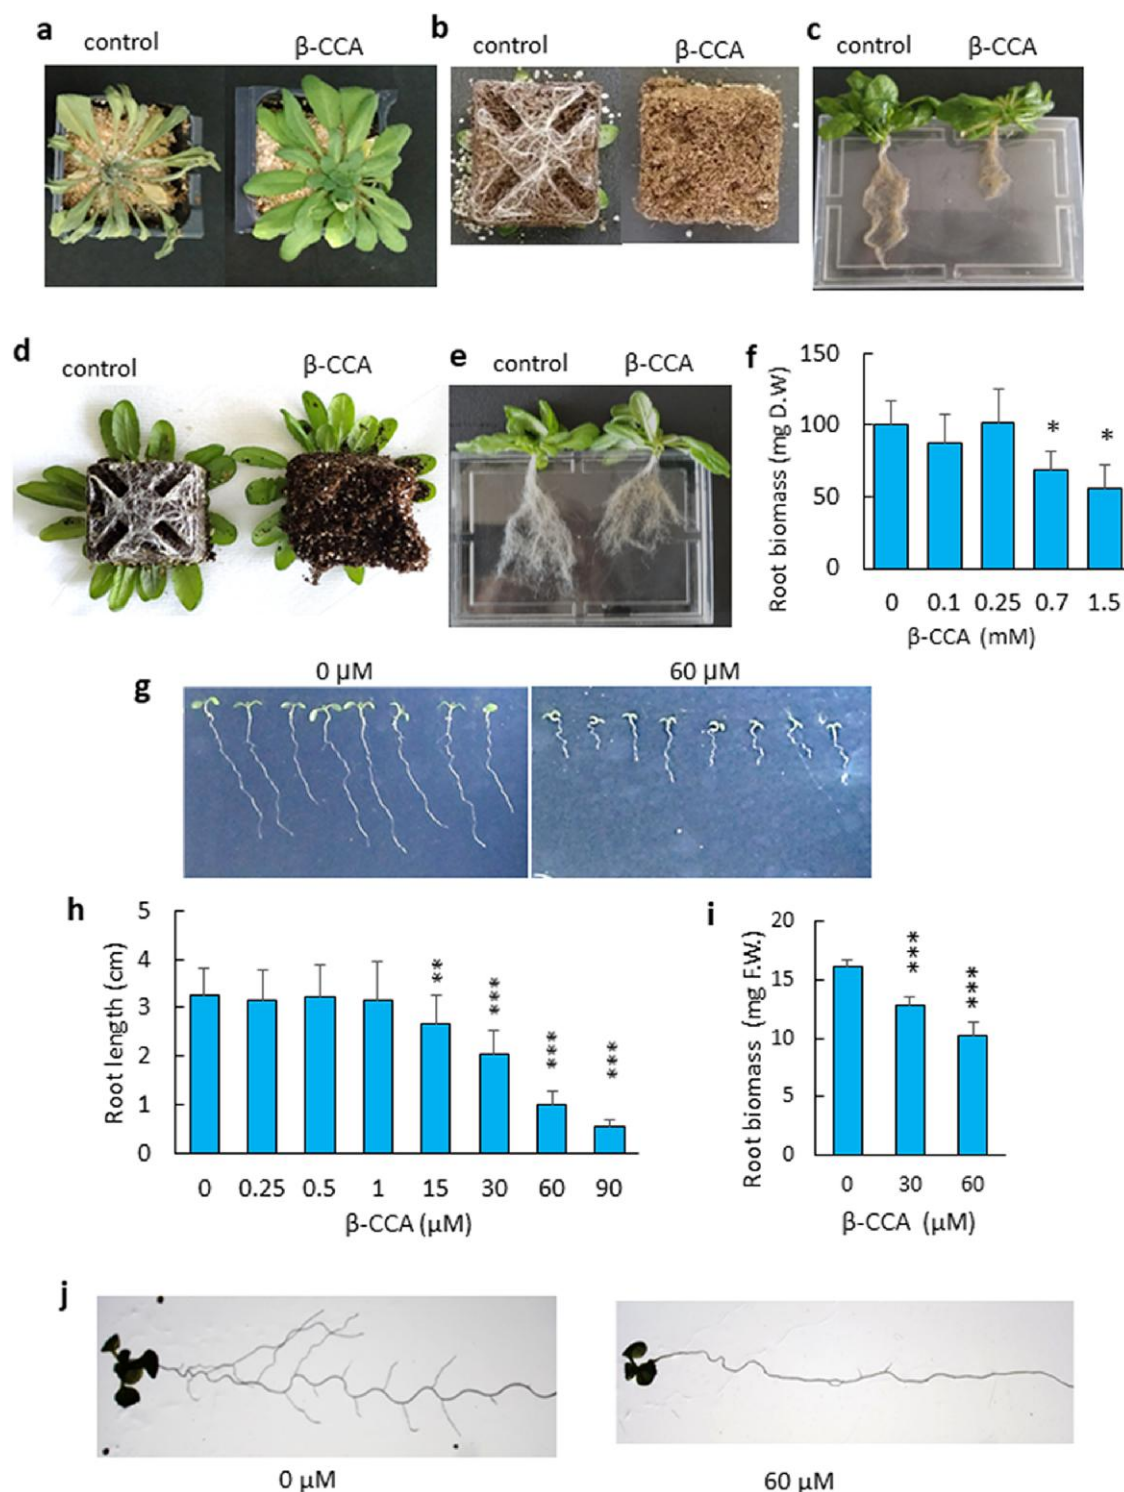 a
control
β-CCA
b
control
β-CCA
c
control
β-CCA
d
control
β-CCA
e
control
β-CCA
f
Root biomass (mg D.W)
150
100
50
0
*
*
0 0.1 0.25 0.7 1.5
β-CCA (mM)
g
0 µM
60 µM
h
Root length (cm)
5
4
3
2
1
0
**
***
***
***
0 0.25 0.5 1 15 30 60 90
β-CCA (µM)
i
Root biomass (mg F.W.)
20
15
10
5
0
***
***
0 30 60
β-CCA (µM)
j
0 µM
60 µM